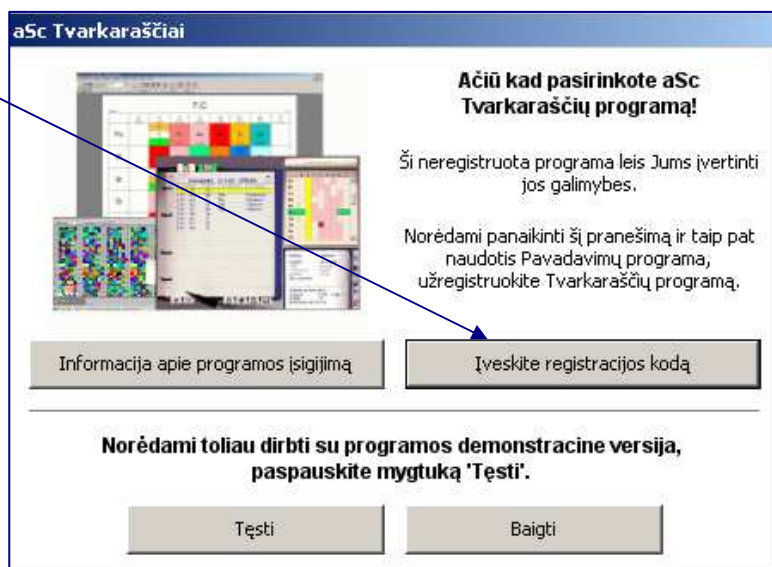 aSc Tvarkaraščiai
Ačiū kad pasirinkote aSc
Tvarkaraščių programą!
Ši neregistruota programa leis Jums įvertinti
jos galimybes.
Norėdami panaikinti šį pranešimą ir taip pat
naudotis Pavadavimų programa,
užregistruokite Tvarkaraščių programą.
Informacija apie programos įsigijimą
Įveskite registracijos kodą
Norėdami toliau dirbti su programos demonstracine versija,
paspauskite mygtuką 'Tęsti'.
Tęsti
Baigti